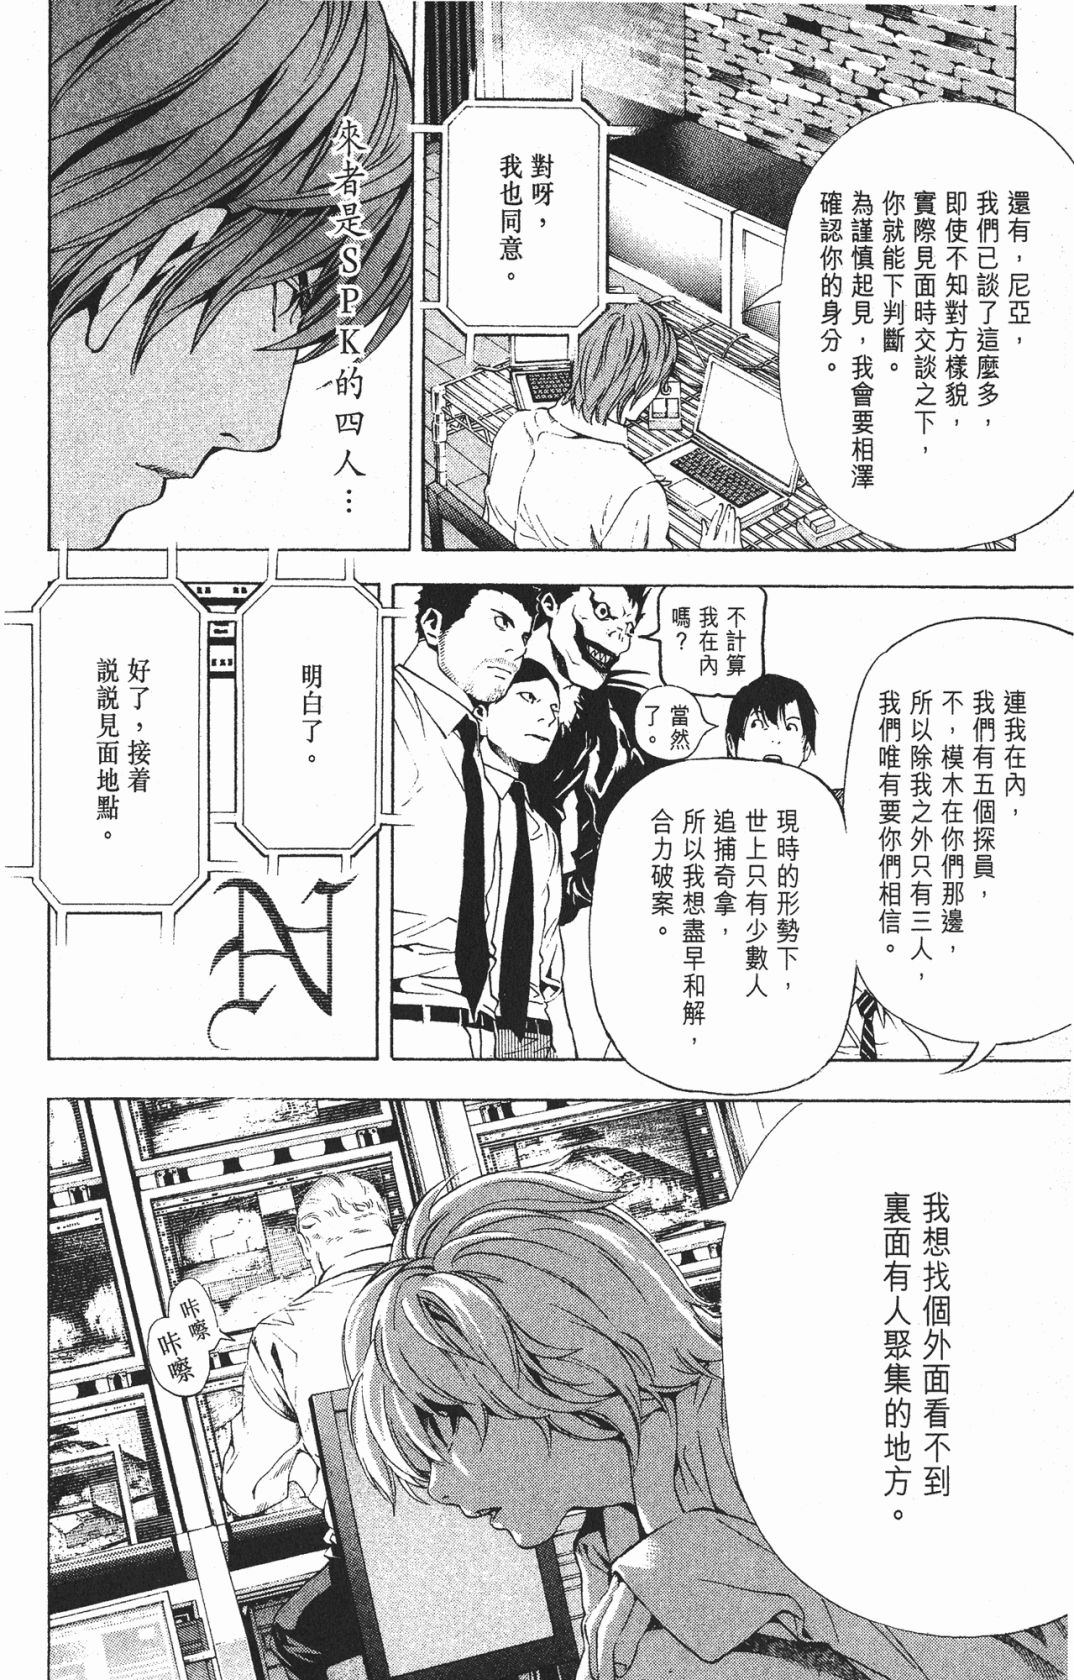 還有，尼亞，
我們已談了這麼多，
即使不知對方樣貌，
實際見面時交談之下，
你就能下判斷。
為謹慎起見，我會要相澤
確認你的身分。
對呀，
我也同意。
來者是SPK的四人…
連我在內，
我們有五個探員，
不，模木在你們那邊，
所以除我之外只有三人，
我們唯有要你們相信。
不計算
我在內
嗎？
當然
了。
現時的形勢下，
世上只有少數人
追捕奇拿，
所以我想盡早和解，
合力破案。
明白了。
好了，接着
說說見面地點。
N
我想找個外面看不到
裏面有人聚集的地方。
咔嚓
咔嚓